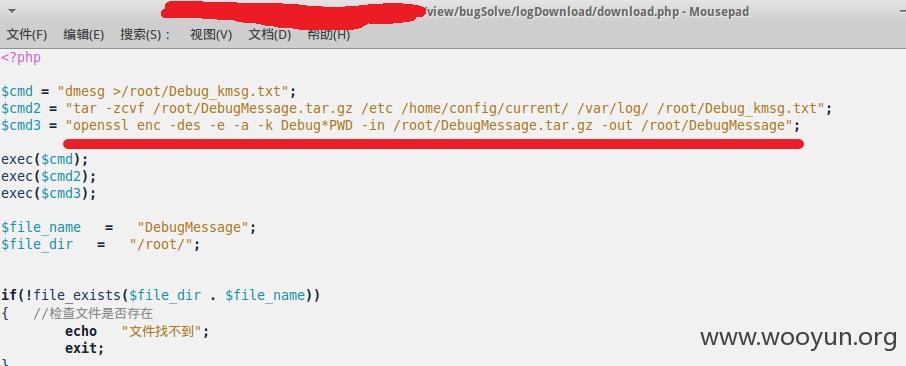 /view/bugSolve/logDownload/download.php - Mousepad
文件(F) 编辑(E) 搜索(S)： 视图(V) 文档(D) 帮助(H)
<?php
$cmd = "dmesg >/root/Debug_kmsg.txt";
$cmd2 = "tar -zcvf /root/DebugMessage.tar.gz /etc /home/config/current/ /var/log/ /root/Debug_kmsg.txt";
$cmd3 = "openssl enc -des -e -a -k Debug*PWD -in /root/DebugMessage.tar.gz -out /root/DebugMessage";
exec($cmd);
exec($cmd2);
exec($cmd3);
$file_name = "DebugMessage";
$file_dir = "/root/";
if(!file_exists($file_dir . $file_name))
{ //检查文件是否存在
echo "文件找不到";
exit;
}
www.wooyun.org